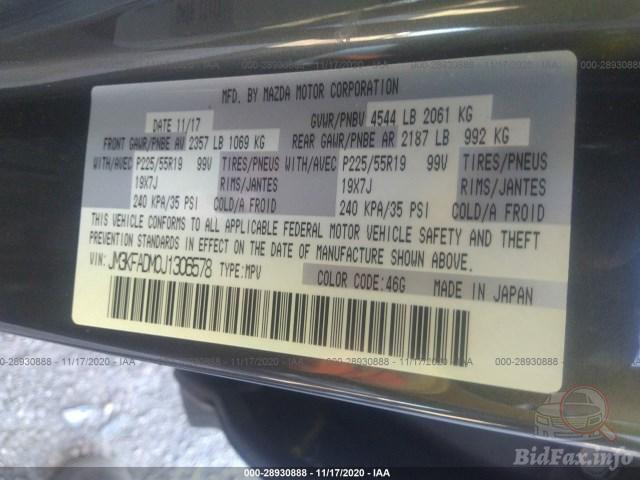 000-28930888 - 11/17/2020 - IAA
MFD. BY MAZDA MOTOR CORPORATION
DATE 11/17 GVWR/PNBV 4544 LB 2061 KG
FRONT GAWR/PNBE AV 2357 LB 1069 KG REAR GAWR/PNBE AR 2187 LB 992 KG
WITH/AVEC P225/55R19 99V TIRES/PNEUS WITH/AVEC P225/55R19 99V TIRES/PNEUS
19X7J RIMS/JANTES 19X7J RIMS/JANTES
240 KPA/35 PSI COLD/A FROID 240 KPA/35 PSI COLD/A FROID
THIS VEHICLE CONFORMS TO ALL APPLICABLE FEDERAL MOTOR VEHICLE SAFETY AND THEFT
PREVENTION STANDARDS IN EFFECT ON THE DATE OF MANUFACTURE SHOWN ABOVE.
VIN: JM3KFADM0J1306578 TYPE:MPV COLOR CODE:46G MADE IN JAPAN
000-28930888 - 11/17/2020 - IAA
BidFax.info
000-28930888 - 11/17/2020 - IAA